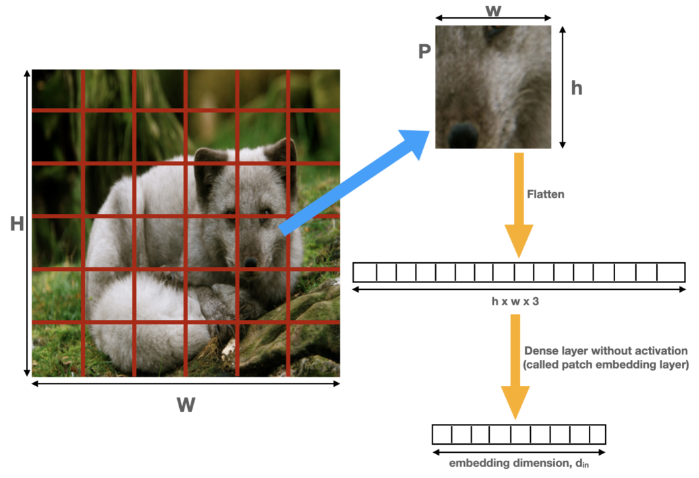 w
P
h
H
Flatten
h x w x 3
Dense layer without activation
(called patch embedding layer)
W
embedding dimension, din